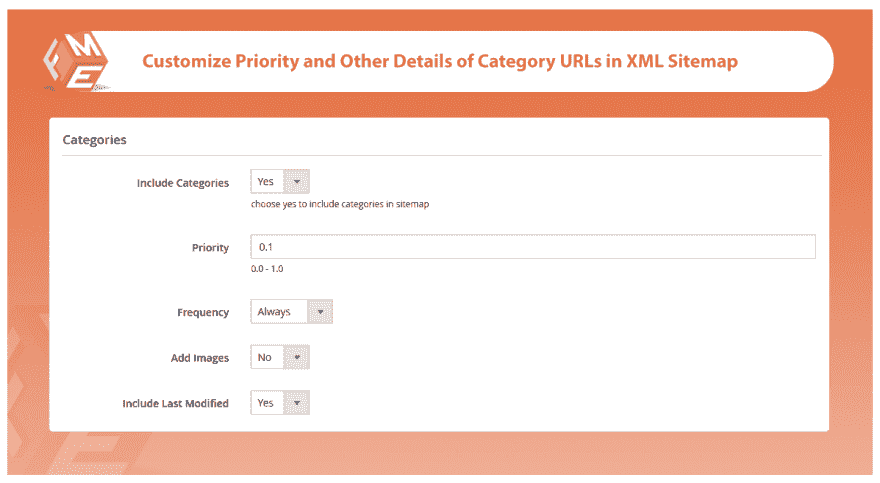 FME
Customize Priority and Other Details of Category URLs in XML Sitemap
Categories
Include Categories Yes
choose yes to include categories in sitemap
Priority 0.1
0.0 - 1.0
Frequency Always
Add Images No
Include Last Modified Yes